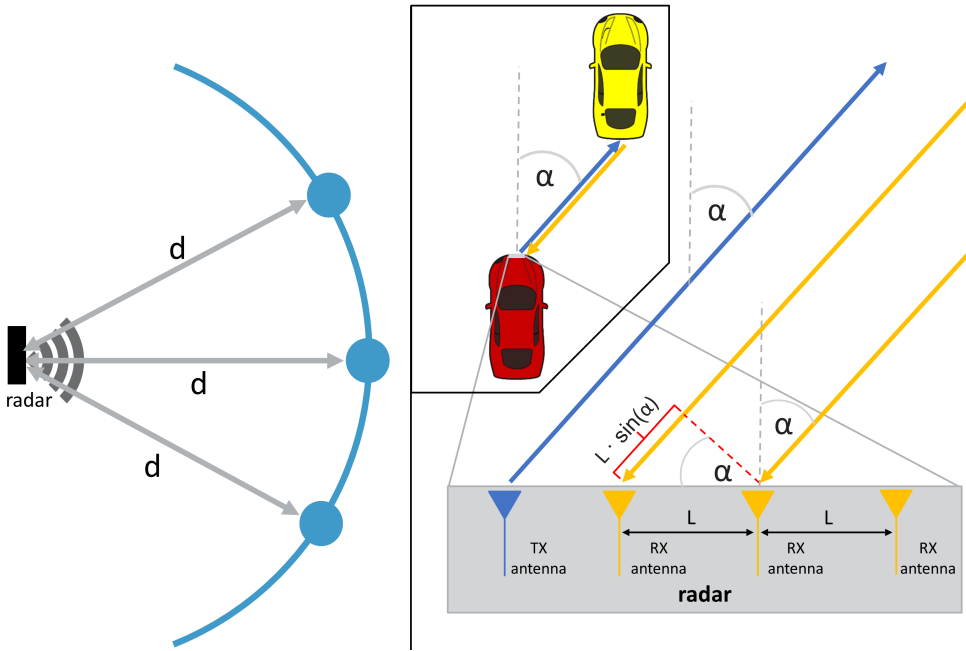 d
d
d
radar
α
α
α
α
L · sin(α)
L
L
TX
antenna
RX
antenna
RX
antenna
RX
antenna
radar